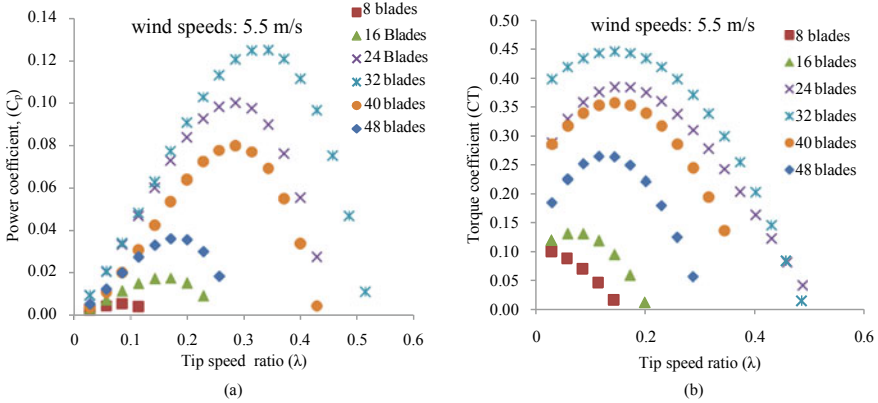 wind speeds: 5.5 m/s
Power coefficient, (Cp)
0.14
0.12
0.10
0.08
0.06
0.04
0.02
0.00
0
0.1
0.2
0.3
0.4
0.5
0.6
Tip speed ratio (λ)
8 blades
16 Blades
24 Blades
32 blades
40 blades
48 blades
(a)
wind speeds: 5.5 m/s
Torque coefficient (CT)
0.50
0.45
0.40
0.35
0.30
0.25
0.20
0.15
0.10
0.05
0.00
0
0.2
0.4
0.6
Tip speed ratio (λ)
8 blades
16 blades
24 blades
32 blades
40 blades
48 blades
(b)